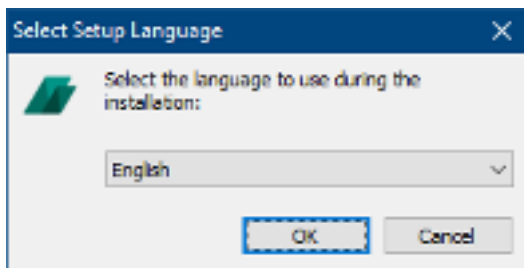 Select Setup Language
Select the language to use during the
installation:
English
OK
Cancel